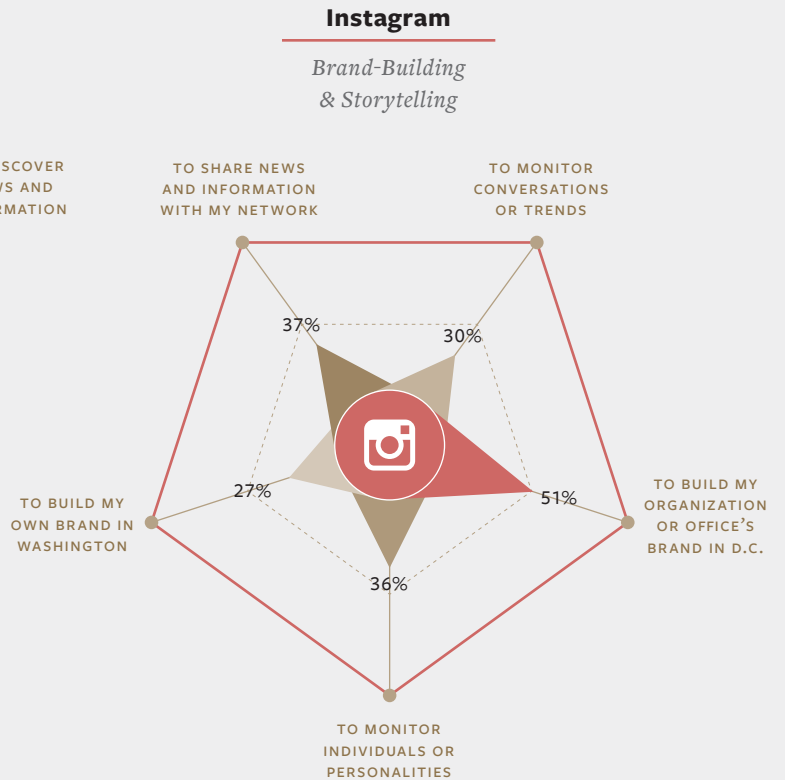 Instagram
Brand-Building
& Storytelling
TO SHARE NEWS
AND INFORMATION
WITH MY NETWORK
TO MONITOR
CONVERSATIONS
OR TRENDS
37%
30%
27%
51%
36%
TO BUILD MY
OWN BRAND IN
WASHINGTON
TO BUILD MY
ORGANIZATION
OR OFFICE’S
BRAND IN D.C.
TO MONITOR
INDIVIDUALS OR
PERSONALITIES